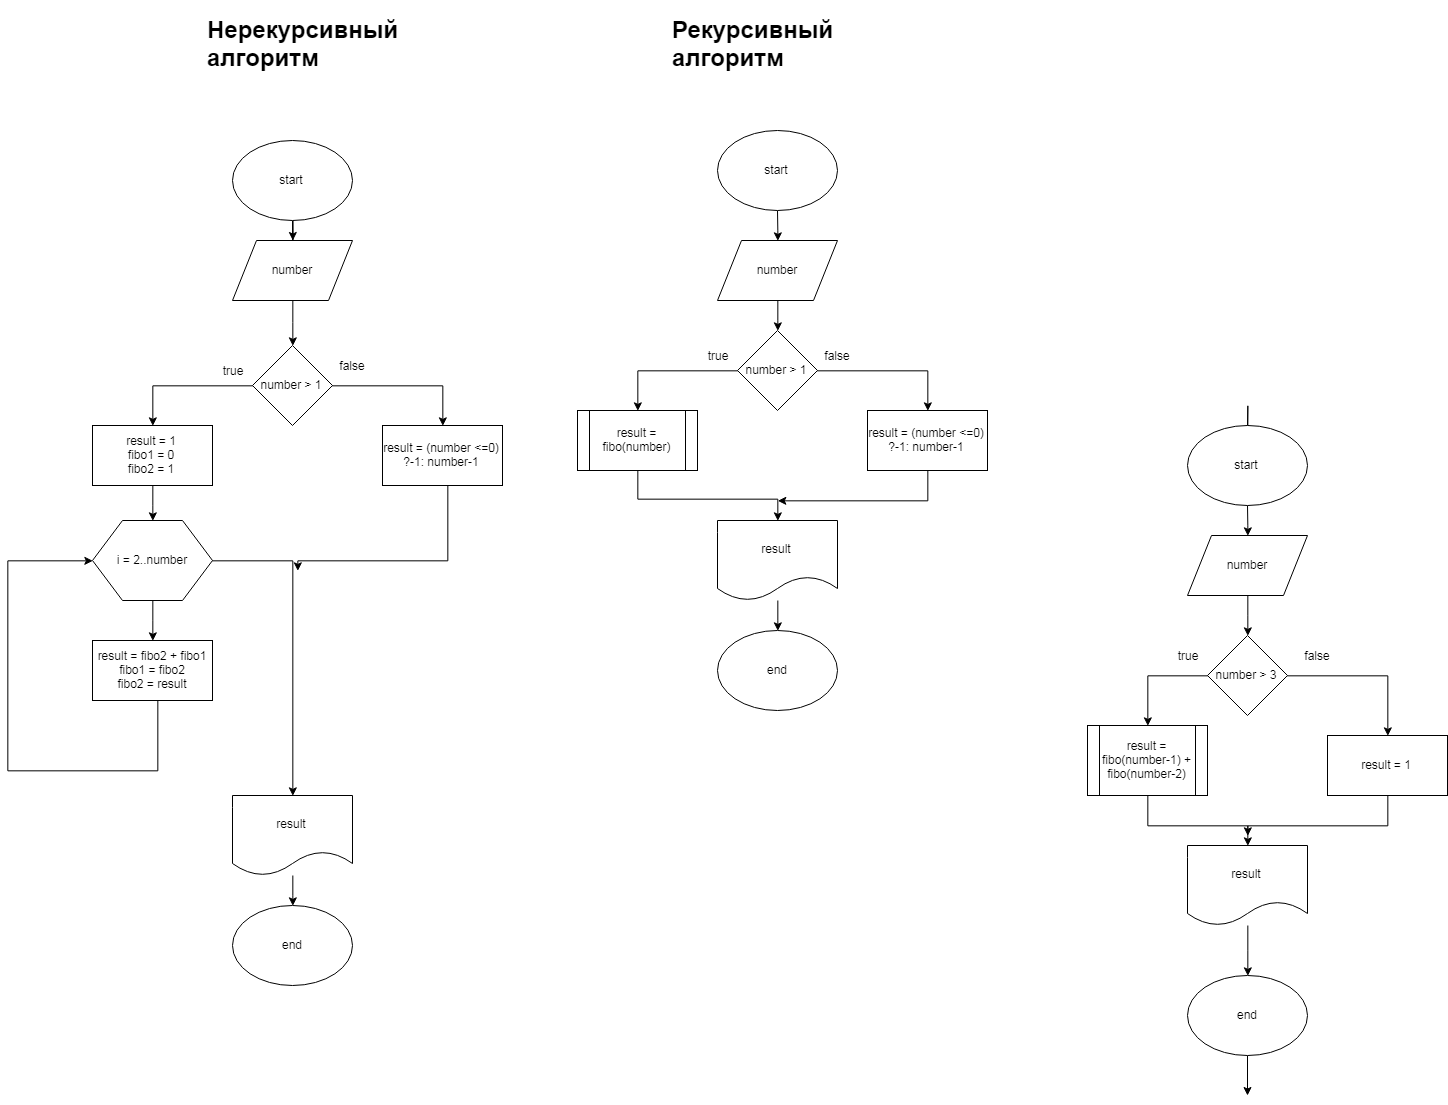 Нерекурсивный
алгоритм
start
number
number > 1
true
false
result = 1
fibo1 = 0
fibo2 = 1
result = (number <=0)
?-1: number-1
i = 2..number
result = fibo2 + fibo1
fibo1 = fibo2
fibo2 = result
result
end
Рекурсивный
алгоритм
start
number
number > 1
true
false
result =
fibo(number)
result = (number <=0)
?-1: number-1
result
end
start
number
number > 3
true
false
result =
fibo(number-1) +
fibo(number-2)
result = 1
result
end